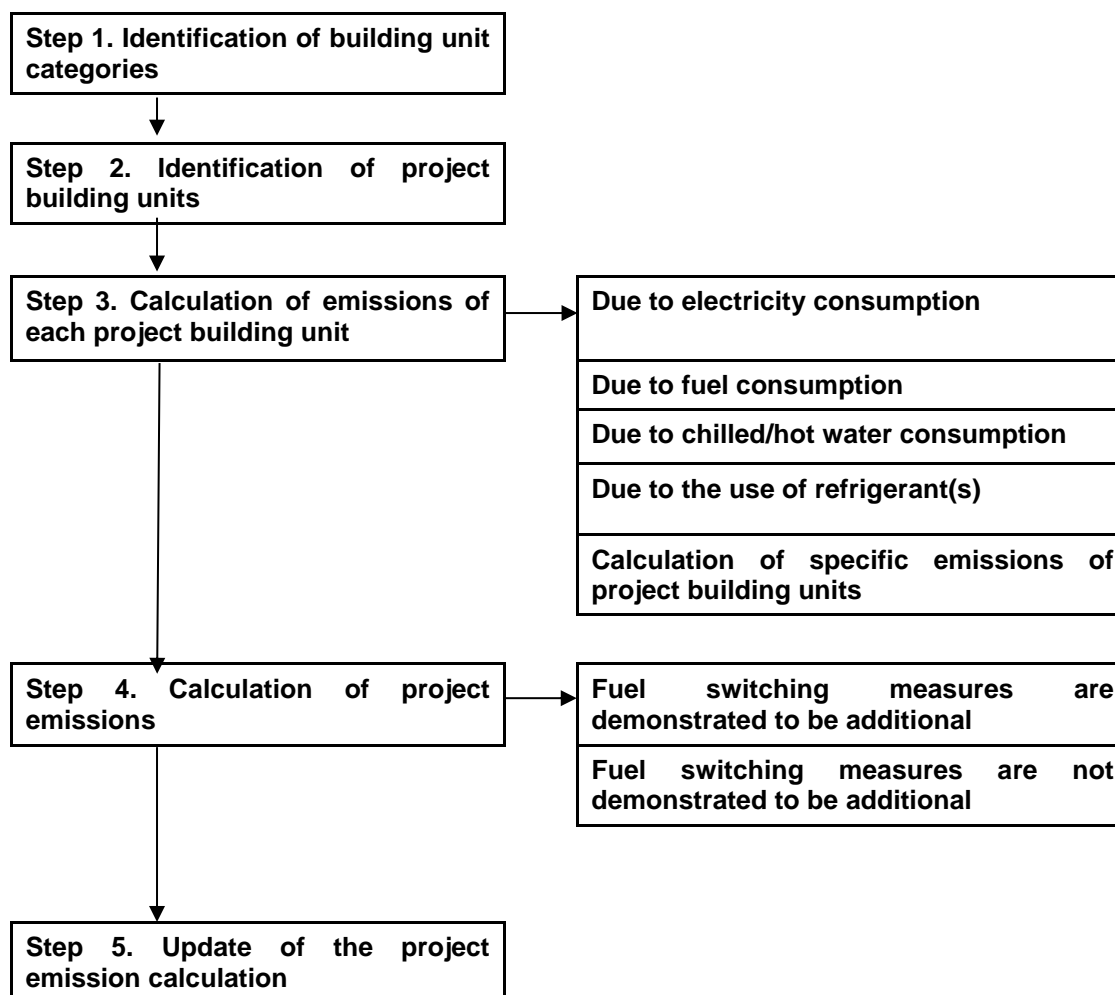 Step 1. Identification of building unit
categories
Step 2. Identification of project
building units
Step 3. Calculation of emissions of
each project building unit
Due to electricity consumption
Due to fuel consumption
Due to chilled/hot water consumption
Due to the use of refrigerant(s)
Calculation of specific emissions of
project building units
Step 4. Calculation of project
emissions
Fuel switching measures are
demonstrated to be additional
Fuel switching measures are not
demonstrated to be additional
Step 5. Update of the project
emission calculation